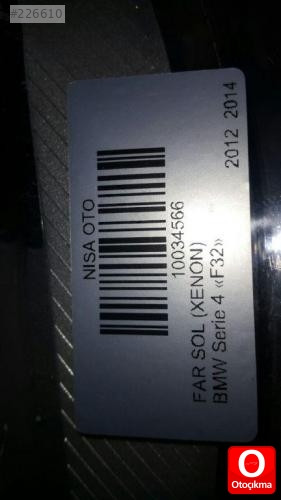 #226610
NISA OTO
10034566
FAR SOL (XENON)
BMW Serie 4 «F32»
2012 2014
Otoçıkma